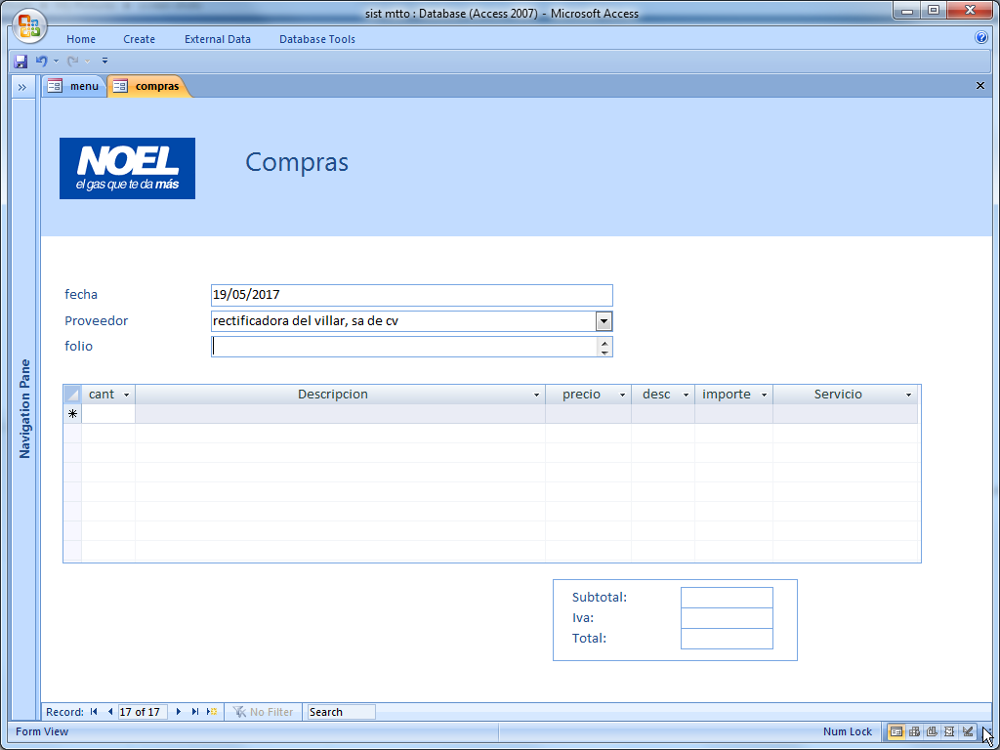 sist mtto : Database (Access 2007) - Microsoft Access
Home Create External Data Database Tools
menu compras
NOEL
el gas que te da más
Compras
fecha 19/05/2017
Proveedor rectificadora del villar, sa de cv
folio
Navigation Pane
cant Descripcion precio desc importe Servicio
Subtotal:
Iva:
Total:
Record: 17 of 17 No Filter Search
Form View Num Lock